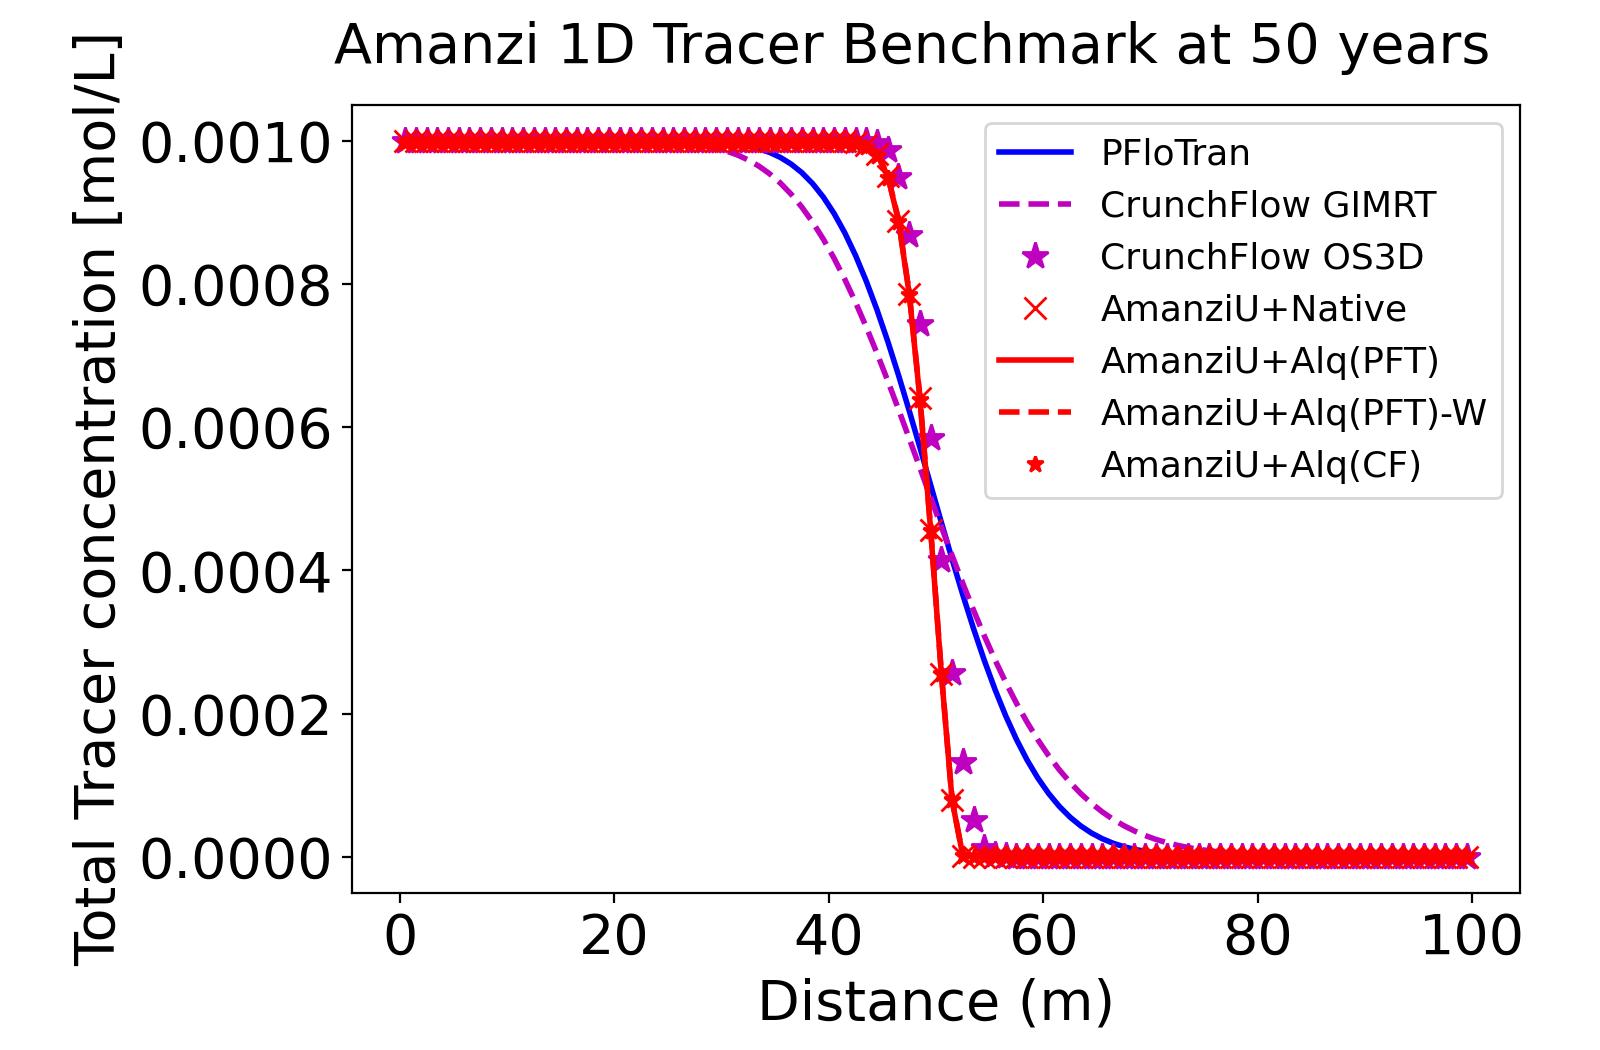 Amanzi 1D Tracer Benchmark at 50 years
Total Tracer concentration [mol/L]
0.0010
0.0008
0.0006
0.0004
0.0002
0.0000
PFloTran
CrunchFlow GIMRT
CrunchFlow OS3D
AmanziU+Native
AmanziU+Alq(PFT)
AmanziU+Alq(PFT)-W
AmanziU+Alq(CF)
0 20 40 60 80 100
Distance (m)